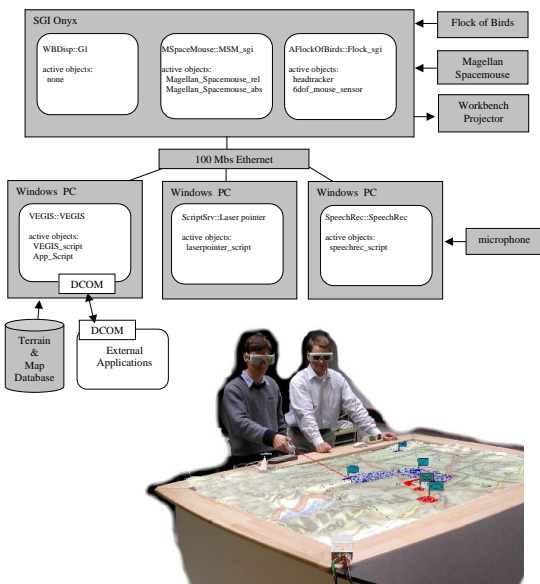 SGI Onyx
WBDisp::G1
active objects:
none
MSpaceMouse::MSM_sgi
active objects:
Magellan_Spacemouse_rel
Magellan_Spacemouse_abs
AFlockOfBirds::Flock_sgi
active objects:
headtracker
6dof_mouse_sensor
Flock of Birds
Magellan
Spacemouse
Workbench
Projector
100 Mbs Ethernet
Windows PC
VEGIS::VEGIS
active objects:
VEGIS_script
App_Script
DCOM
Windows PC
ScriptSrv::Laser pointer
active objects:
laserpointer_script
Windows PC
SpeechRec::SpeechRec
active objects:
speechrec_script
microphone
Terrain
&
Map
Database
DCOM
External
Applications